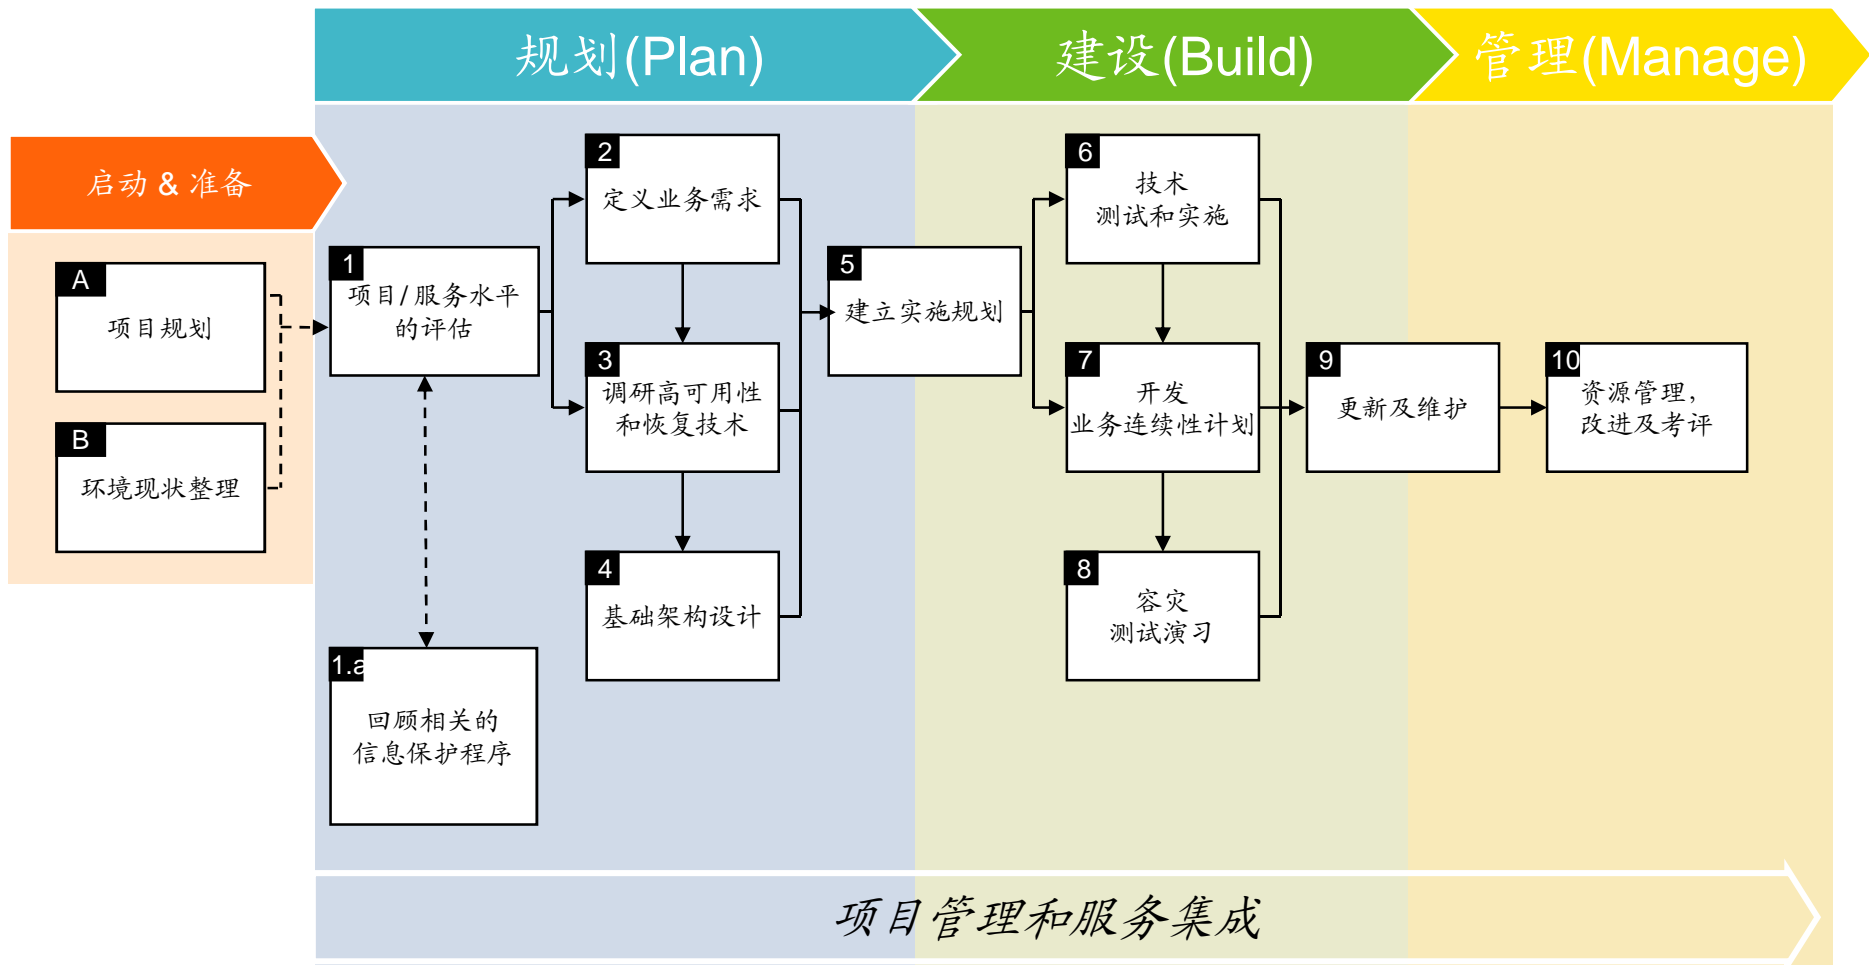 规划(Plan)
建设(Build)
管理(Manage)
启动 & 准备
A
项目规划
B
环境现状整理
1
项目/服务水平
的评估
1.a
回顾相关的
信息保护程序
2
定义业务需求
3
调研高可用性
和恢复技术
4
基础架构设计
5
建立实施规划
6
技术
测试和实施
7
开发
业务连续性计划
8
容灾
测试演习
9
更新及维护
10
资源管理,
改进及考评
项目管理和服务集成